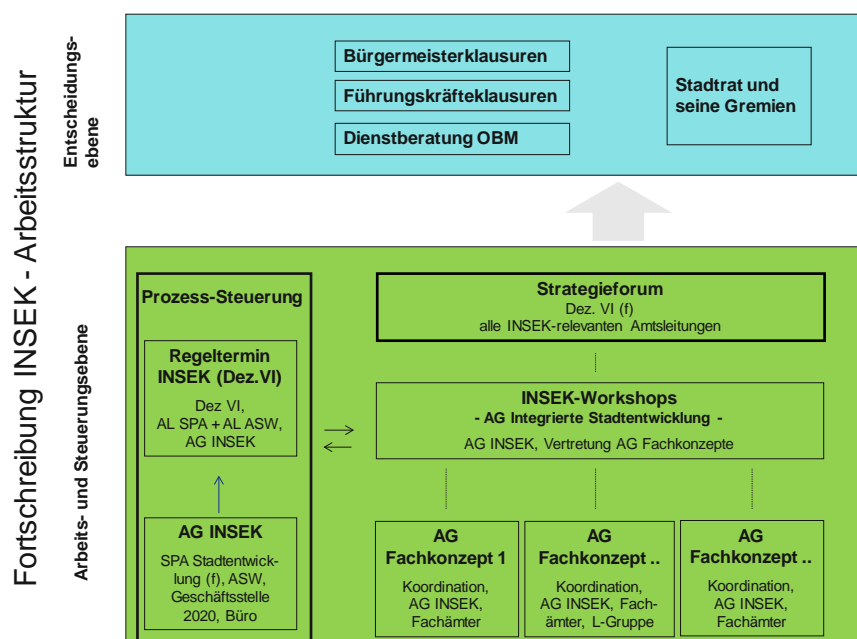 Fortschreibung INSEK - Arbeitsstruktur
Entscheidungs-
ebene
Bürgermeisterklausuren
Führungskräfteklausuren
Dienstberatung OBM
Stadtrat und
seine Gremien
Arbeits- und Steuerungsebene
Prozess-Steuerung
Regeltermin
INSEK (Dez.VI)
Dez VI,
AL SPA + AL ASW,
AG INSEK
AG INSEK
SPA Stadtentwick-
lung (f), ASW,
Geschäftsstelle
2020, Büro
Strategieforum
Dez. VI (f)
alle INSEK-relevanten Amtsleitungen
INSEK-Workshops
- AG Integrierte Stadtentwicklung -
AG INSEK, Vertretung AG Fachkonzepte
AG
Fachkonzept 1
Koordination,
AG INSEK,
Fachämter
AG
Fachkonzept ..
Koordination,
AG INSEK, Fach-
ämter, L-Gruppe
AG
Fachkonzept ..
Koordination,
AG INSEK,
Fachämter